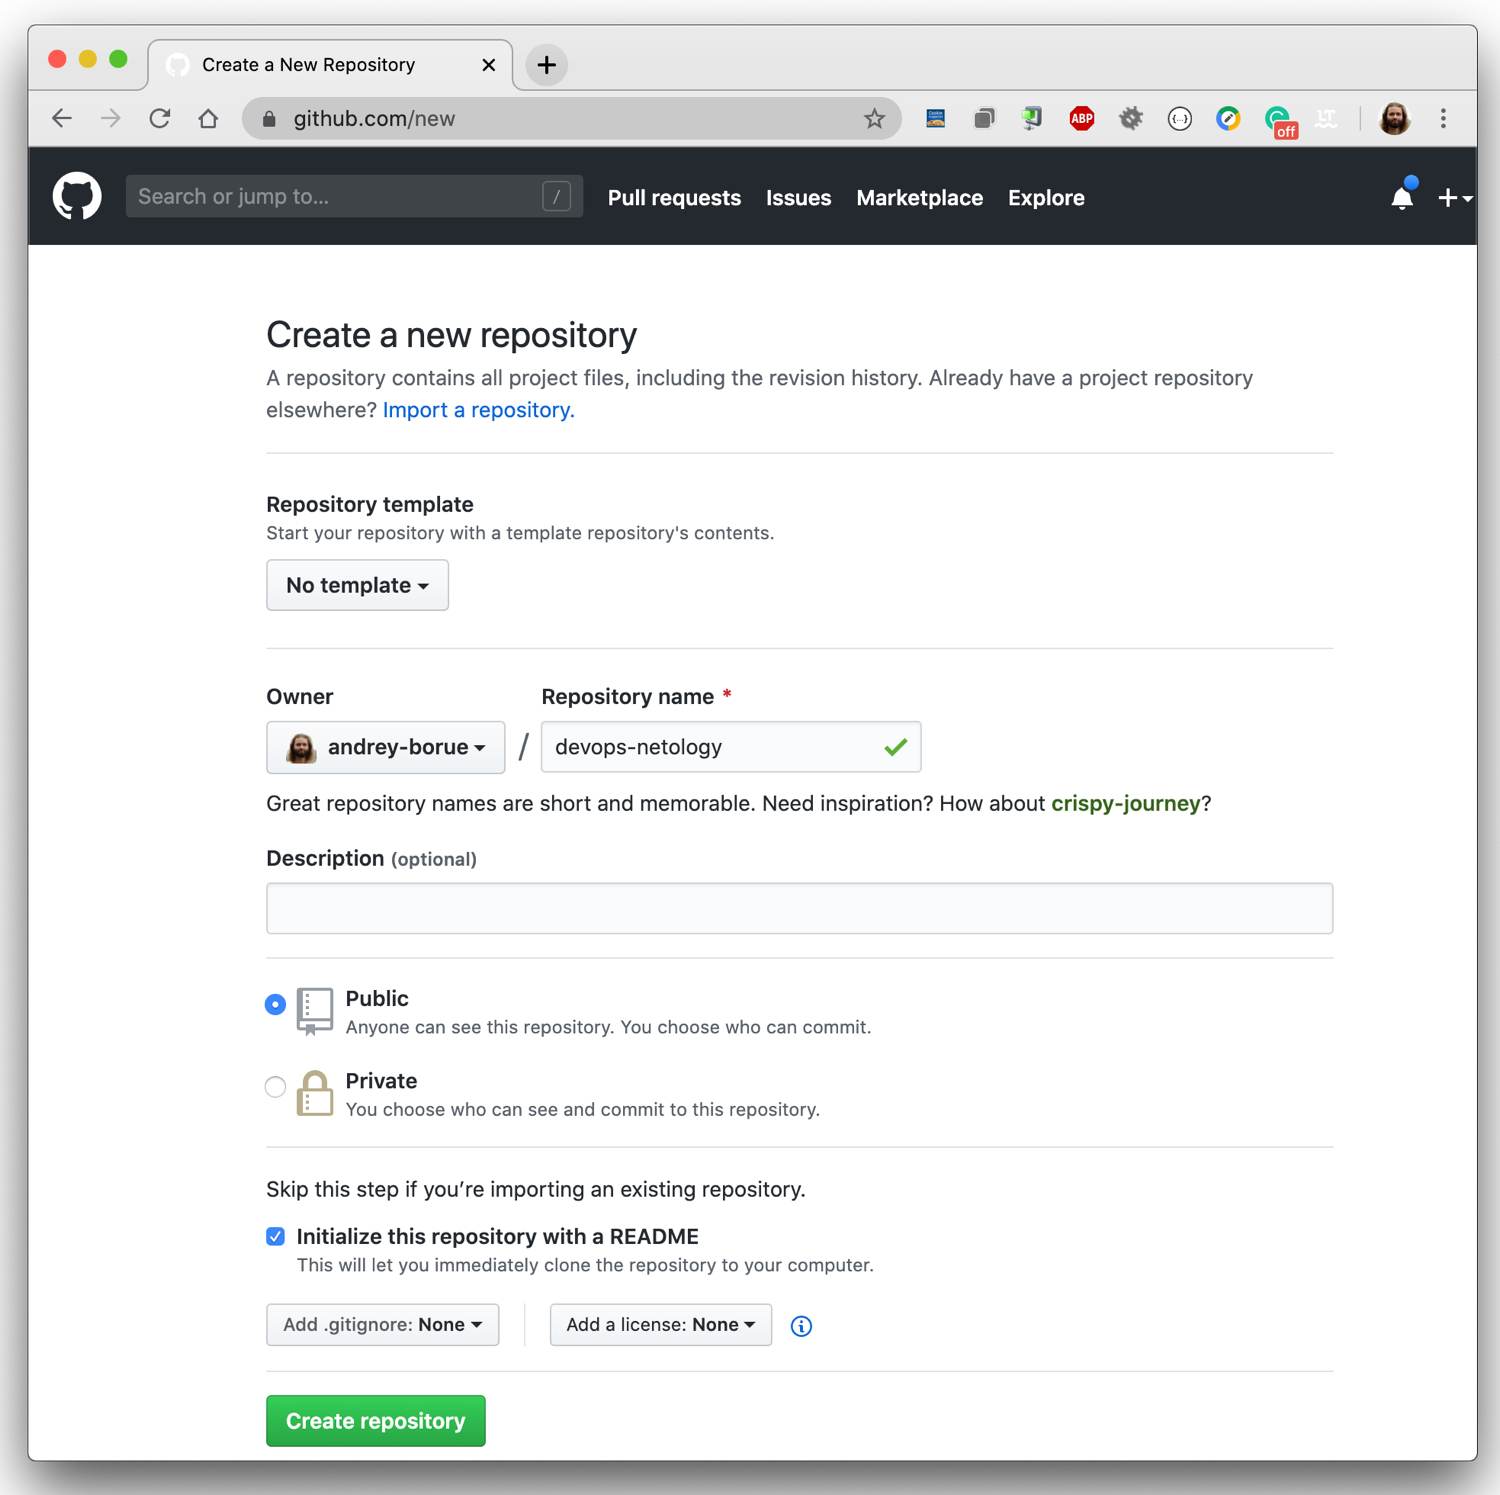 Create a New Repository
github.com/new
ABP
off
LT
Search or jump to... /
Pull requests Issues Marketplace Explore
Create a new repository
A repository contains all project files, including the revision history. Already have a project repository
elsewhere? Import a repository.
Repository template
Start your repository with a template repository's contents.
No template
Owner
Repository name *
andrey-borue / devops-netology
Great repository names are short and memorable. Need inspiration? How about crispy-journey?
Description (optional)
Public
Anyone can see this repository. You choose who can commit.
Private
You choose who can see and commit to this repository.
Skip this step if you’re importing an existing repository.
Initialize this repository with a README
This will let you immediately clone the repository to your computer.
Add .gitignore: None
Add a license: None
Create repository